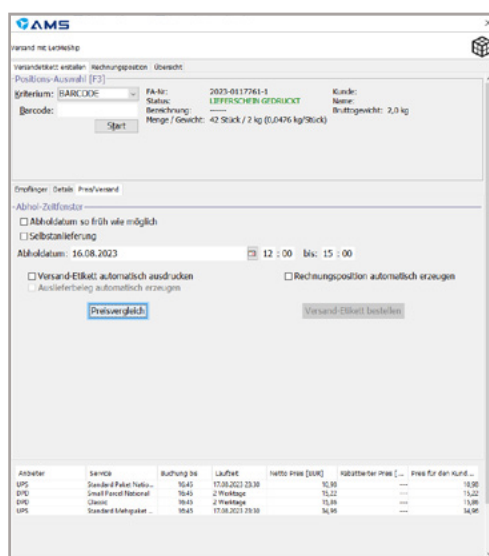 AMS
Versand mit LetMeShip
Versandetikett erstellen Rechnungsposition Übersicht
Positions-Auswahl [F3]
Kriterium: BARCODE
Barcode:
Start
FA-Nr: 2023-0117761-1
Status: LIEFERSCHEIN GEDRUCKT
Bezeichnung: ------
Menge / Gewicht: 42 Stück / 2 kg (0,0476 kg/Stück)
Kunde:
Name:
Bruttogewicht: 2,0 kg
Empfänger Details Preis/Versand
Abhol-Zeitfenster
Abholdatum so früh wie möglich
Selbstanlieferung
Abholdatum: 16.08.2023 12 : 00 bis: 15 : 00
Versand-Etikett automatisch ausdrucken
Rechnungsposition automatisch erzeugen
Auslieferbeleg automatisch erzeugen
Preisvergleich
Versand-Etikett bestellen
Anbieter Service Buchung bis Laufzeit Netto Preis [EUR] Rabattierter Preis [... Preis für den Kund...
UPS Standard Paket Natio... 16:45 17.08.2023 23:30 10,98 --- 10,98
DPD Small Parcel National 16:45 2 Werktage 15,22 --- 15,22
DPD Classic 16:45 2 Werktage 15,86 --- 15,86
UPS Standard Mehrpaket ... 16:45 17.08.2023 23:30 34,96 --- 34,96